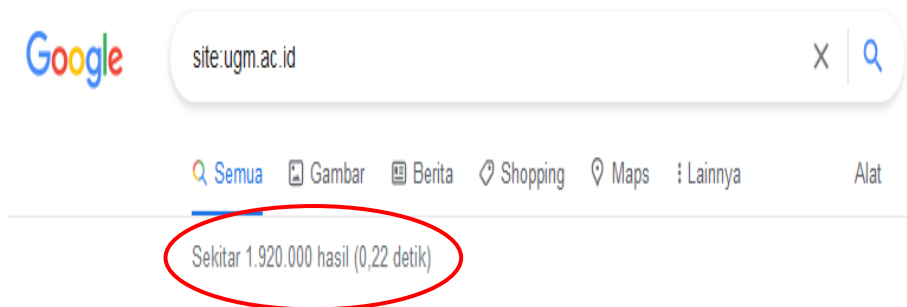 Google
site:ugm.ac.id
Semua Gambar Berita Shopping Maps Lainnya Alat
Sekitar 1.920.000 hasil (0,22 detik)